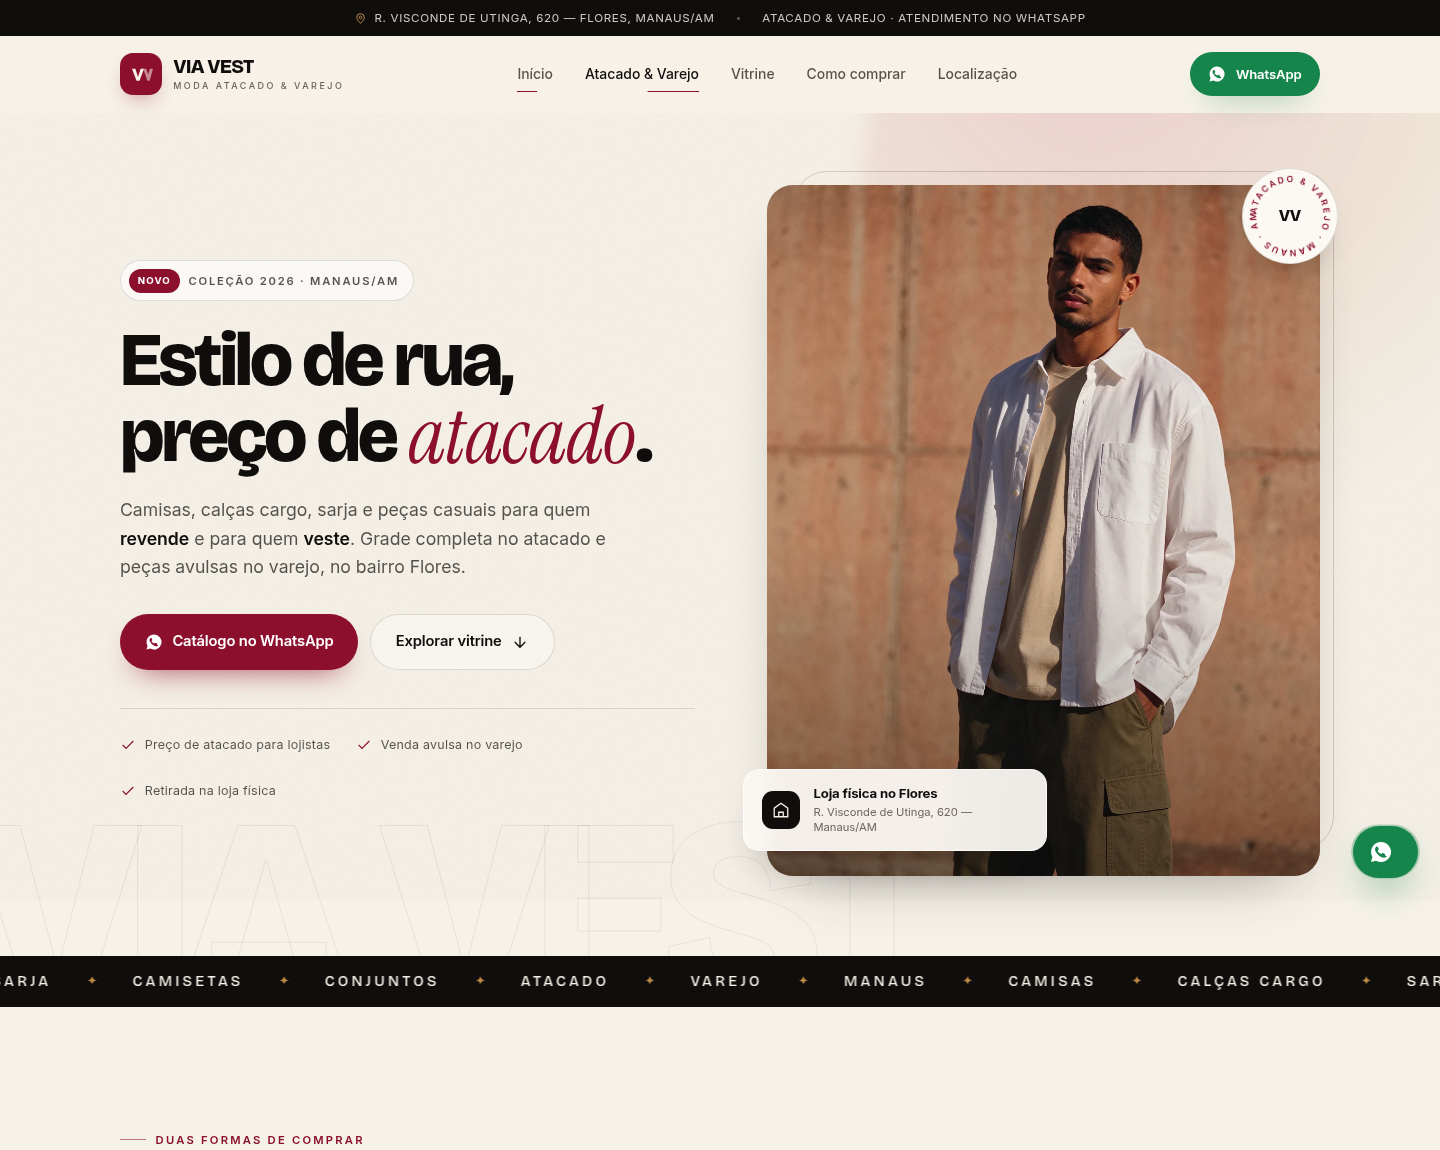 R. VISCONDE DE UTINGA, 620 — FLORES, MANAUS/AM • ATACADO & VAREJO · ATENDIMENTO NO WHATSAPP
VV
VIA VEST
MODA ATACADO & VAREJO
Início
Atacado & Varejo
Vitrine
Como comprar
Localização
WhatsApp
ATACADO & VAREJO · MANAUS · AM
VV
NOVO COLEÇÃO 2026 · MANAUS/AM
Estilo de rua,
preço de atacado.
Camisas, calças cargo, sarja e peças casuais para quem
revende e para quem veste. Grade completa no atacado e
peças avulsas no varejo, no bairro Flores.
Catálogo no WhatsApp
Explorar vitrine
Preço de atacado para lojistas
Venda avulsa no varejo
Retirada na loja física
Loja física no Flores
R. Visconde de Utinga, 620 —
Manaus/AM
VIA VEST
SARJA ✦ CAMISETAS ✦ CONJUNTOS ✦ ATACADO ✦ VAREJO ✦ MANAUS ✦ CAMISAS ✦ CALÇAS CARGO ✦ SAR
DUAS FORMAS DE COMPRAR